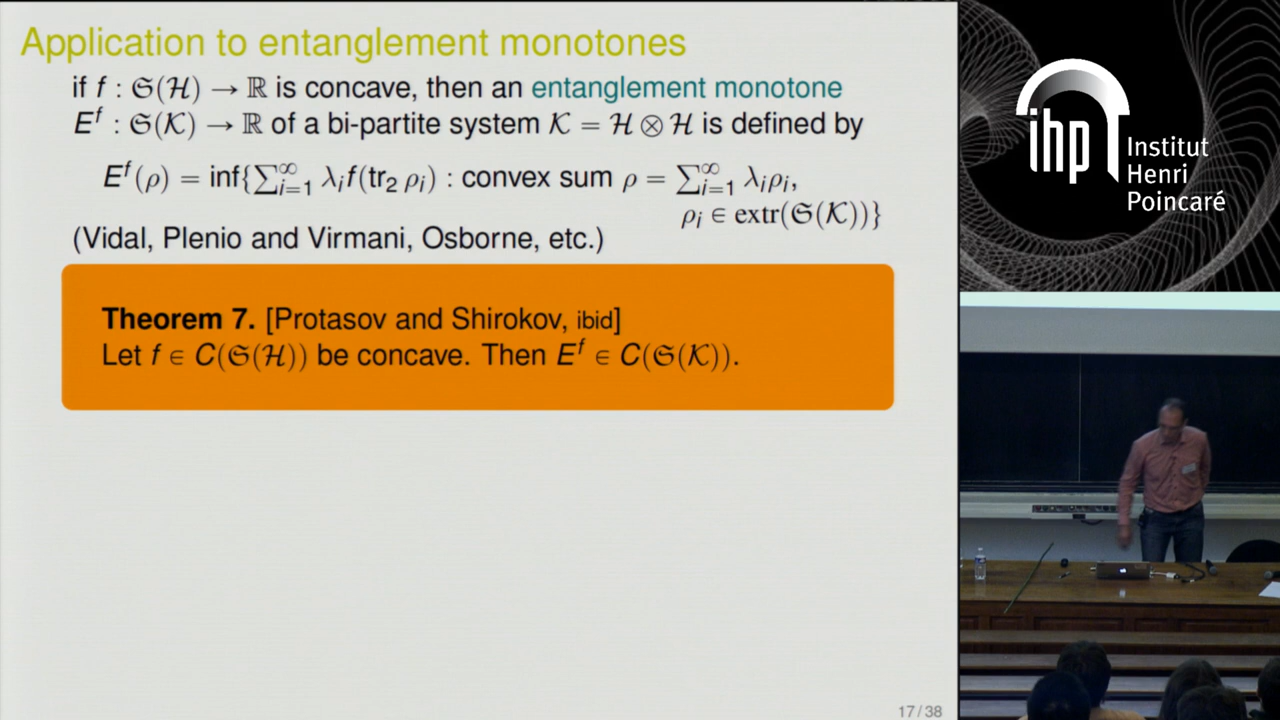 Application to entanglement monotones
if f : 𝔖(ℋ) → ℝ is concave, then an entanglement monotone
E^f : 𝔖(𝒦) → ℝ of a bi-partite system 𝒦 = ℋ ⊗ ℋ is defined by
E^f(ρ) = inf{∑_{i=1}^∞ λ_i f(tr₂ ρ_i) : convex sum ρ = ∑_{i=1}^∞ λ_i ρ_i,
ρ_i ∈ extr(𝔖(𝒦))}
(Vidal, Plenio and Virmani, Osborne, etc.)
Theorem 7. [Protasov and Shirokov, ibid]
Let f ∈ C(𝔖(ℋ)) be concave. Then E^f ∈ C(𝔖(𝒦)).
17 / 38
ihp
Institut
Henri
Poincaré